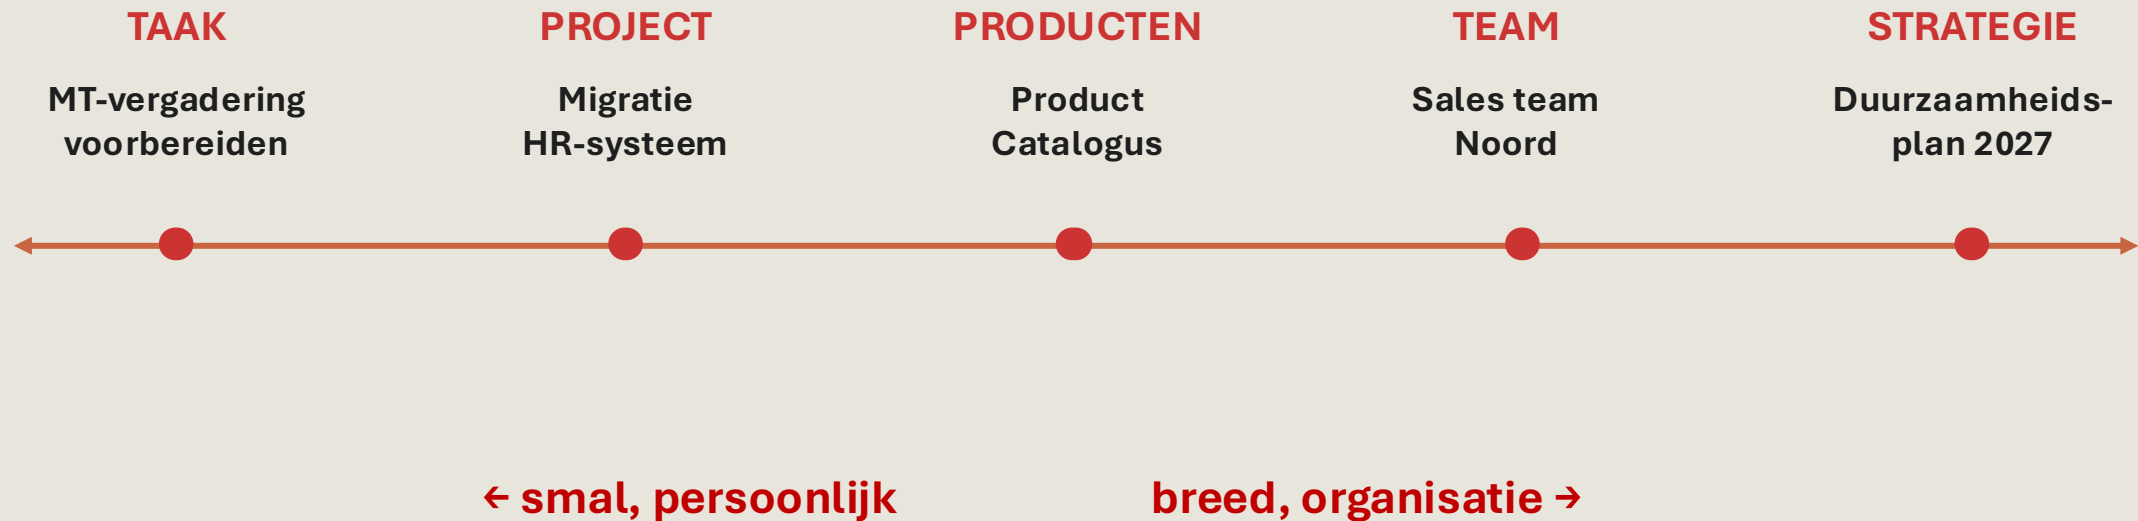 TAAK
MT-vergadering
voorbereiden
PROJECT
Migratie
HR-systeem
PRODUCTEN
Product
Catalogus
TEAM
Sales team
Noord
STRATEGIE
Duurzaamheids-
plan 2027
← smal, persoonlijk
breed, organisatie →